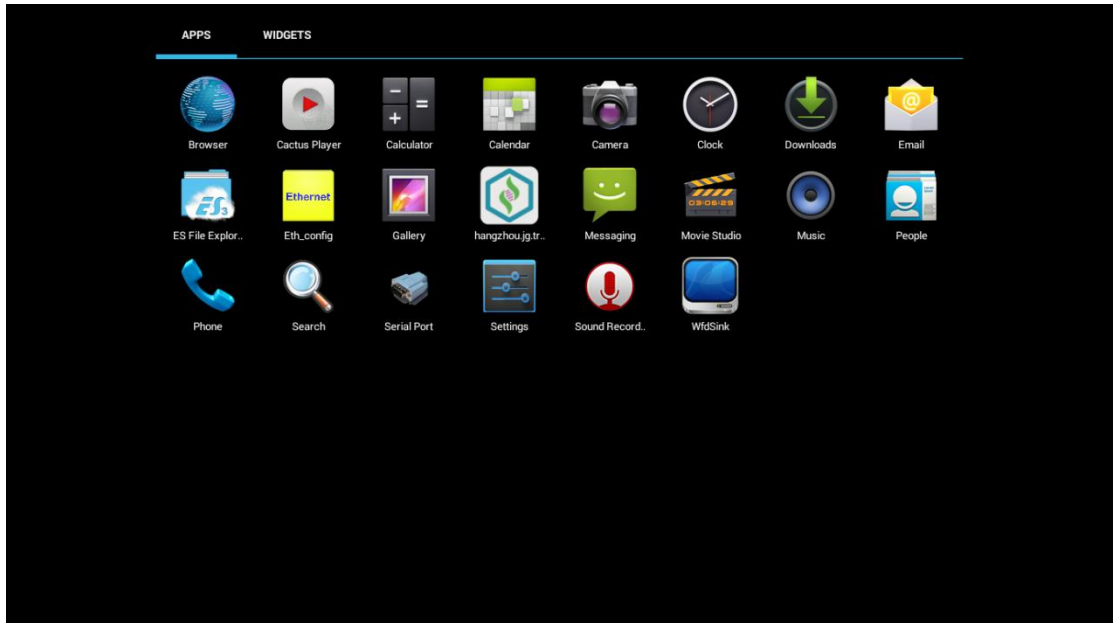 APPS WIDGETS
Browser Cactus Player Calculator Calendar Camera Clock Downloads Email
@
ES3 Ethernet 03:06:29
ES File Explor.. Eth_config Gallery hangzhou.jg.tr.. Messaging Movie Studio Music People
Phone Search Serial Port Settings Sound Record.. WfdSink